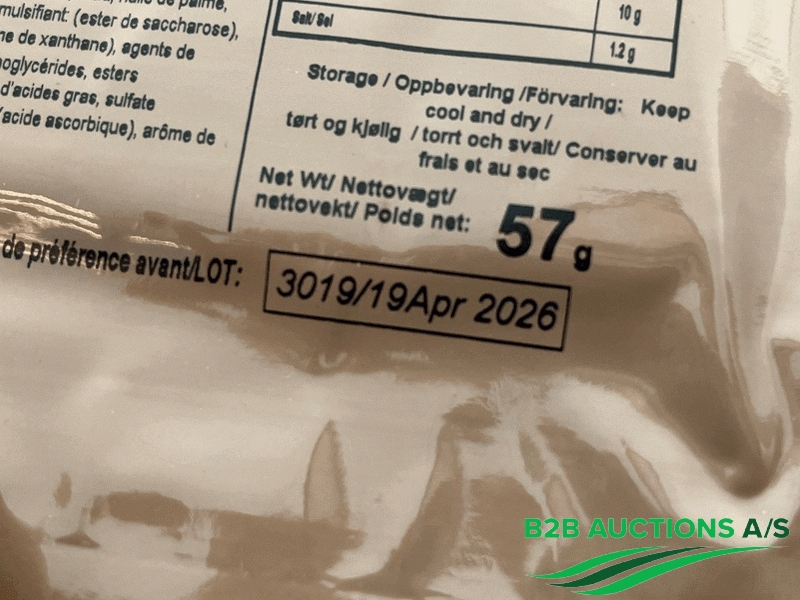 mulsifiant: (ester de saccharose),
de xanthane), agents de
esters
d'acides gras, sulfate
(acide ascorbique), arôme de
10 g
Salt/Sel
1.2 g
Storage / Oppbevaring /Förvaring: Keep
cool and dry /
tørt og kjølig / torrt och svalt/ Conserver au
frais et au sec
Net Wt/ Nettovægt/
nettovekt/ Poids net: 57g
de préférence avant/LOT: 3019/19Apr 2026
B2B AUCTIONS A/S